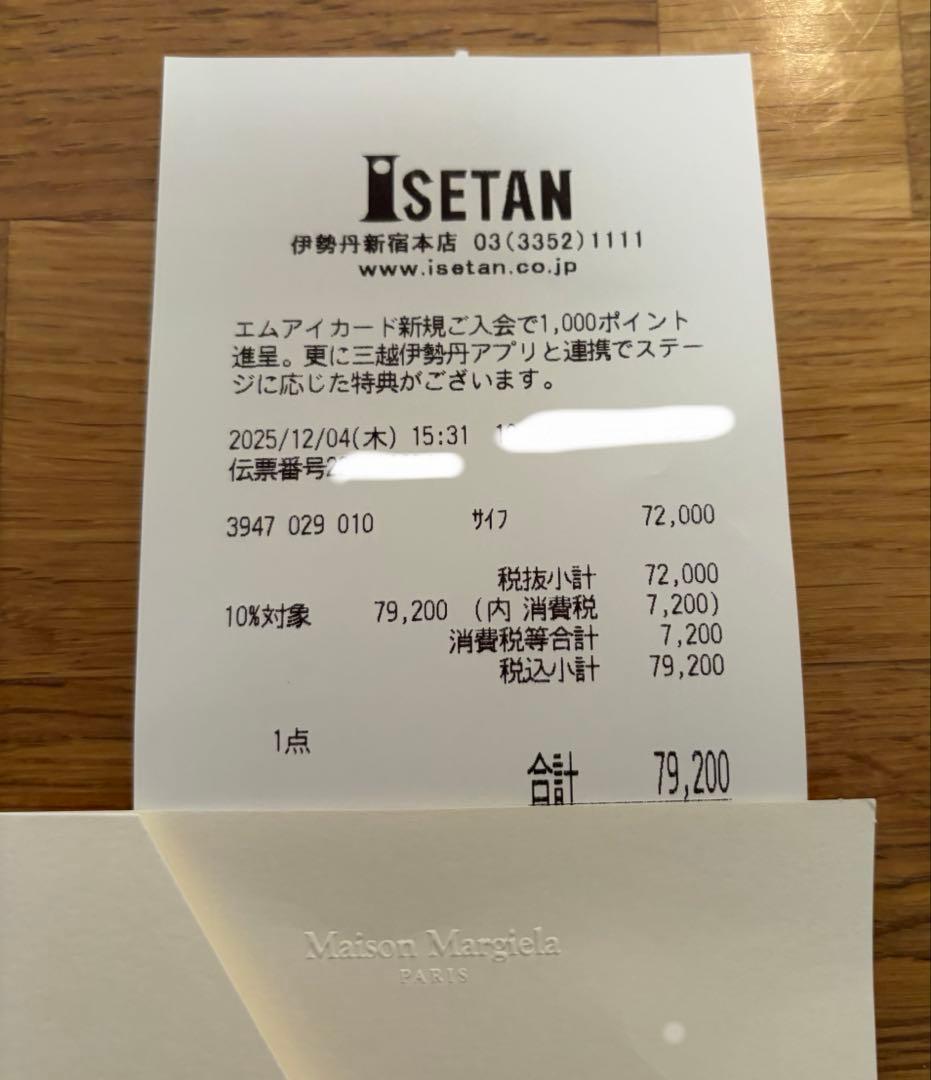 ISETAN
伊勢丹新宿本店 03(3352)1111
www.isetan.co.jp
エムアイカード新規ご入会で1,000ポイント
進呈。更に三越伊勢丹アプリと連携でステー
ジに応じた特典がございます。
2025/12/04(木) 15:31
伝票番号
3947 029 010 ｻｲﾌ 72,000
税抜小計 72,000
10%対象 79,200 (内 消費税 7,200)
消費税等合計 7,200
税込小計 79,200
1点
合計 79,200
Maison Margiela
PARIS